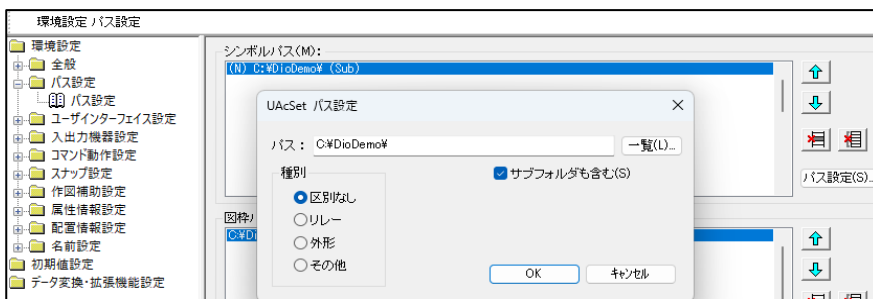 環境設定 パス設定
環境設定
全般
パス設定
パス設定
ユーザインターフェイス設定
入出力機器設定
コマンド動作設定
スナップ設定
作図補助設定
属性情報設定
配置情報設定
名前設定
初期値設定
データ変換・拡張機能設定
シンボルパス(M):
(N) C:¥DioDemo¥ (Sub)
パス設定(S)...
図枠
C:¥Di
UAcSet パス設定
パス : C:¥DioDemo¥
一覧(L)...
種別
区別なし
リレー
外形
その他
サブフォルダも含む(S)
OK
キャンセル